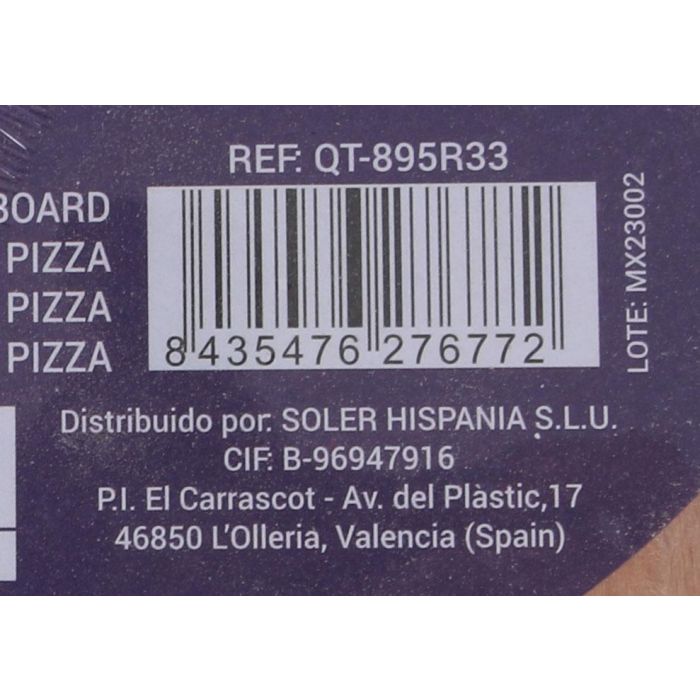 REF: QT-895R33
BOARD
PIZZA
PIZZA
PIZZA
8 435476 276772
LOTE: MX23002
Distribuido por: SOLER HISPANIA S.L.U.
CIF: B-96947916
P.I. El Carrascot - Av. del Plàstic,17
46850 L'Olleria, Valencia (Spain)